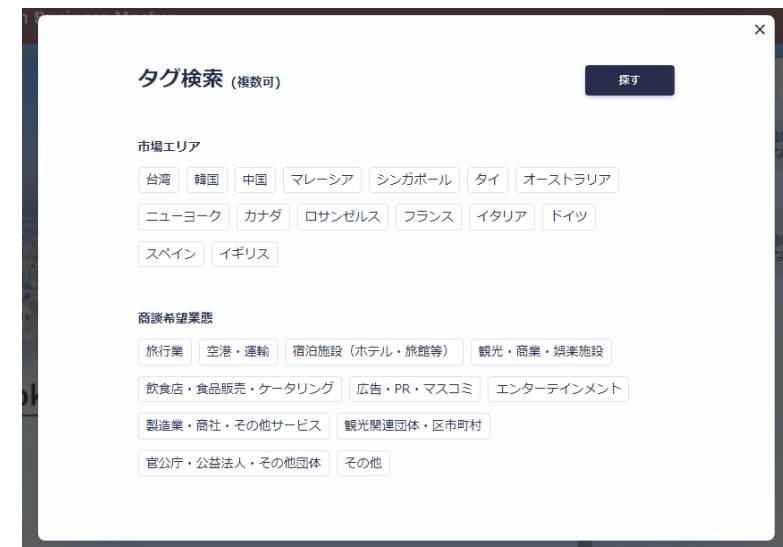 n Business Meetup
×
タグ検索 (複数可)
探す
市場エリア
台湾 韓国 中国 マレーシア シンガポール タイ オーストラリア
ニューヨーク カナダ ロサンゼルス フランス イタリア ドイツ
スペイン イギリス
商談希望業態
旅行業 空港・運輸 宿泊施設（ホテル・旅館等） 観光・商業・娯楽施設
飲食店・食品販売・ケータリング 広告・PR・マスコミ エンターテインメント
製造業・商社・その他サービス 観光関連団体・区市町村
官公庁・公益法人・その他団体 その他